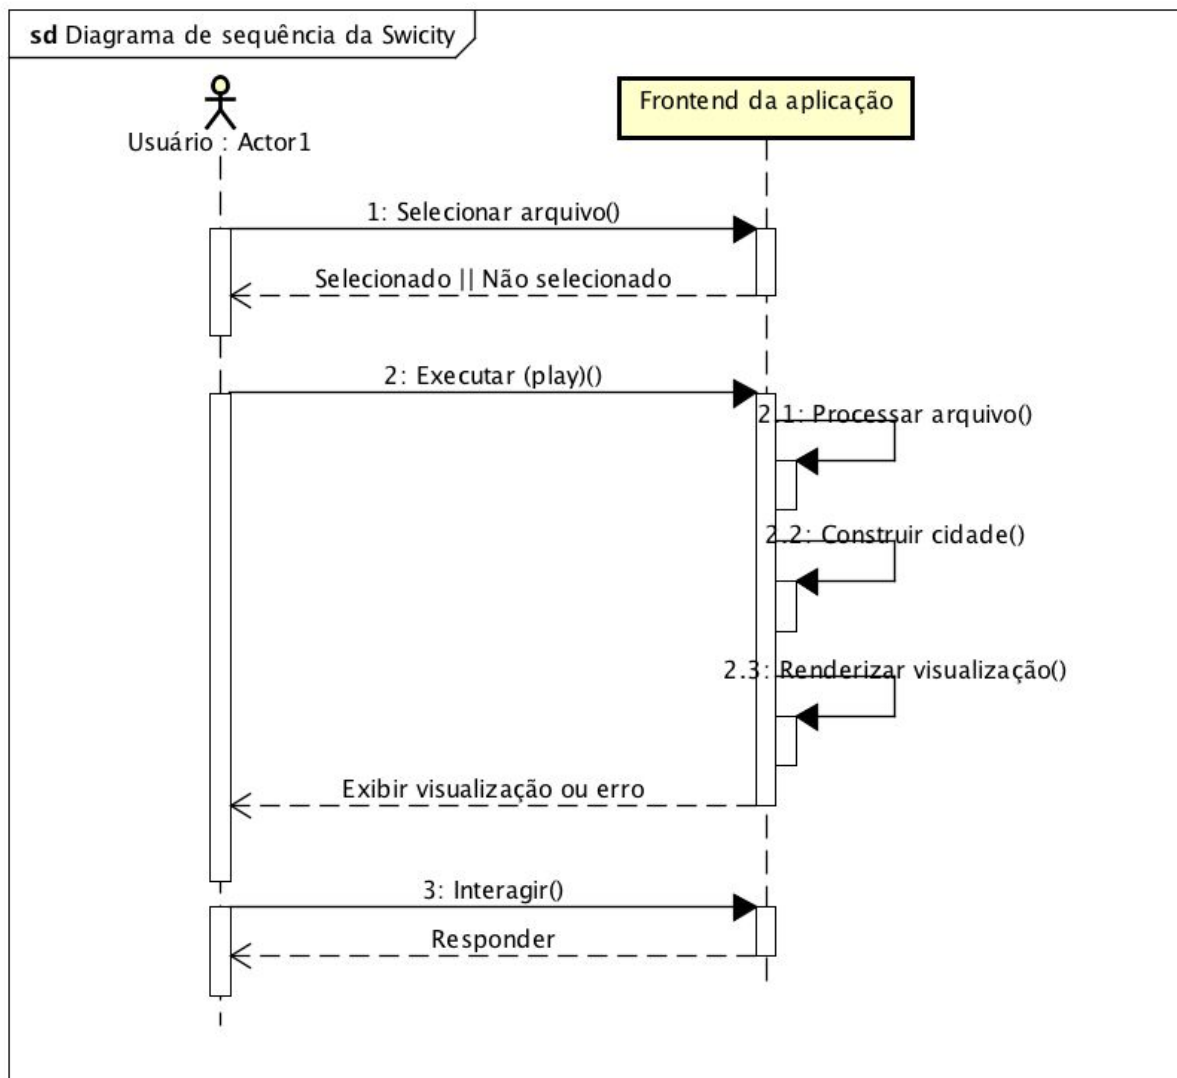 sd Diagrama de sequência da Swicity
Frontend da aplicação
Usuário : Actor1
1: Selecionar arquivo()
Selecionado || Não selecionado
2: Executar (play)()
2.1: Processar arquivo()
2.2: Construir cidade()
2.3: Renderizar visualização()
Exibir visualização ou erro
3: Interagir()
Responder